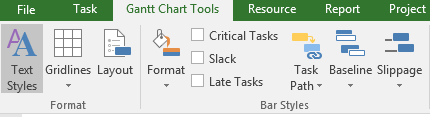 File Task Gantt Chart Tools Resource Report Project
Text Styles
Gridlines
Layout
Format
Format
Critical Tasks
Slack
Late Tasks
Task Path
Baseline
Slippage
Bar Styles